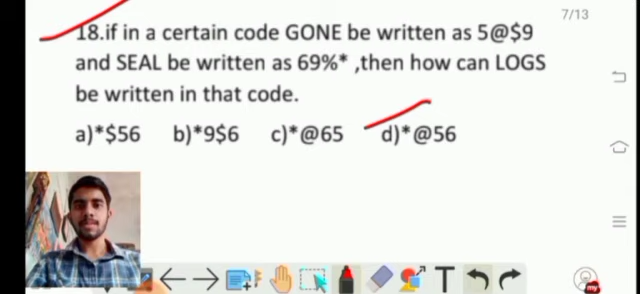 7/13
18.if in a certain code GONE be written as 5@$9
and SEAL be written as 69%* ,then how can LOGS
be written in that code.
a)*$56 b)*9$6 c)*@65 d)*@56
T
my